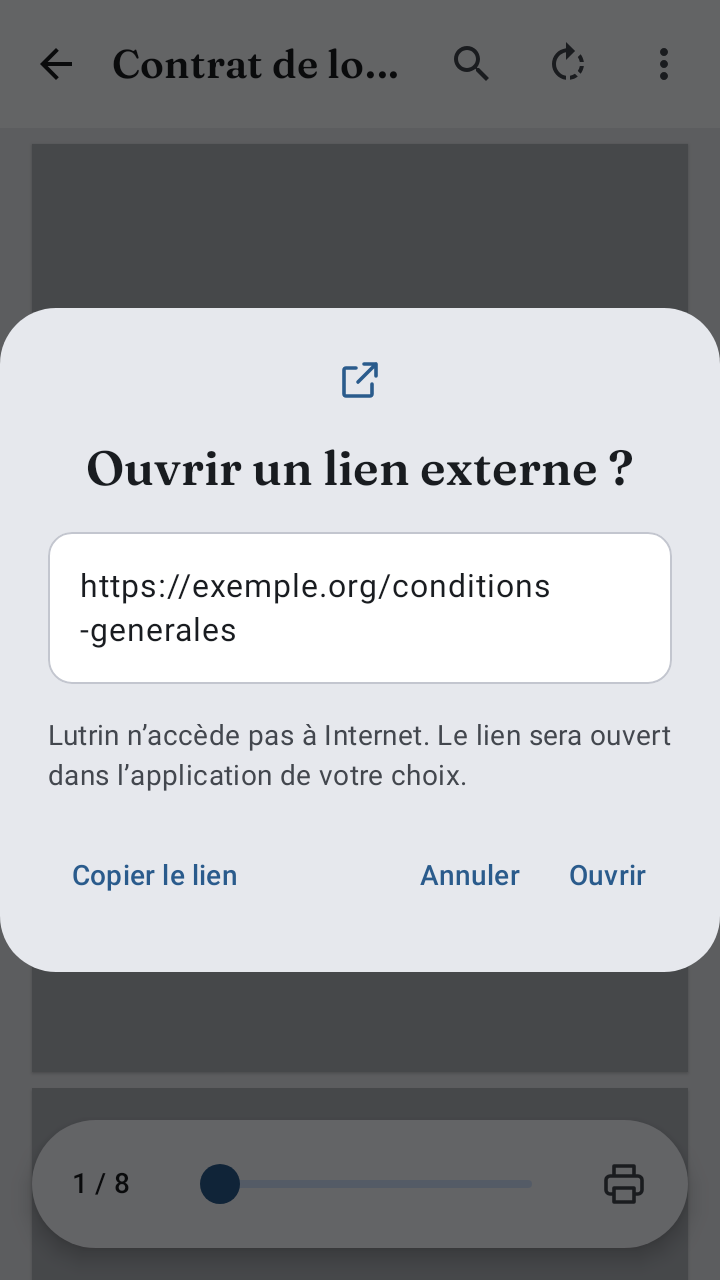 Contrat de lo...
Ouvrir un lien externe ?
https://exemple.org/conditions
-generales
Lutrin n’accède pas à Internet. Le lien sera ouvert
dans l’application de votre choix.
Copier le lien Annuler Ouvrir
1 / 8